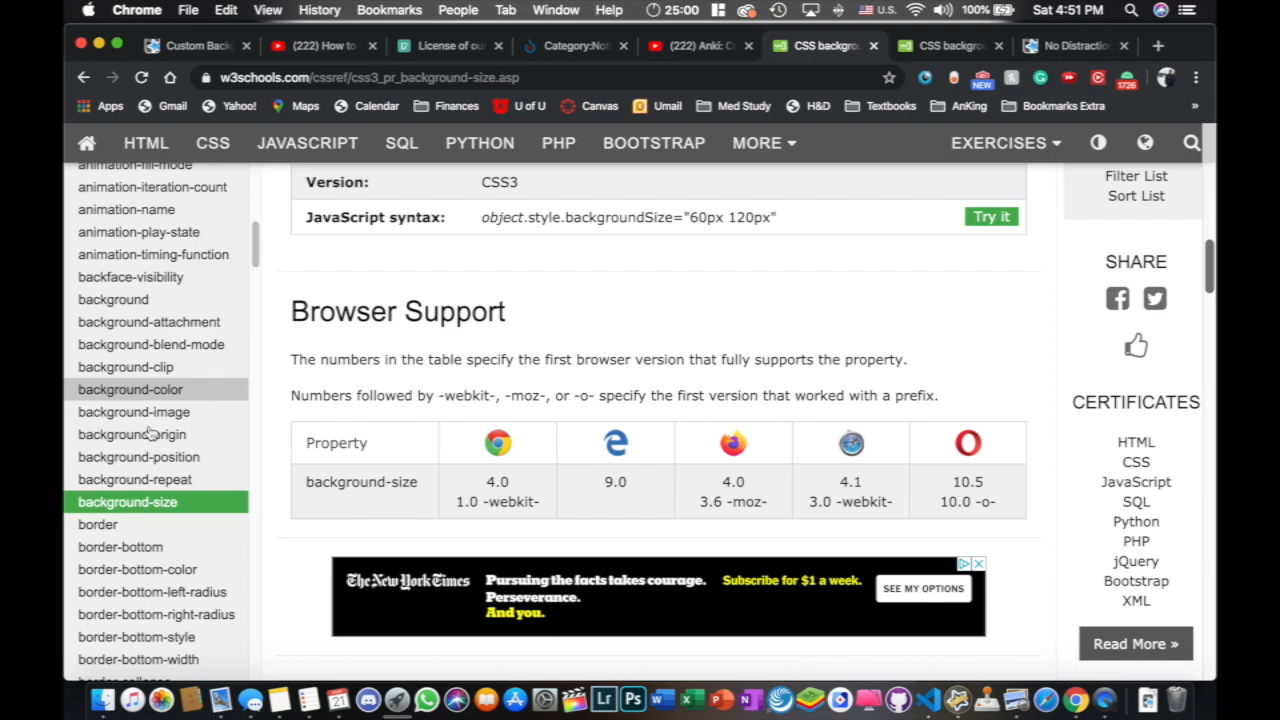 Chrome File Edit View History Bookmarks People Tab Window Help 25:00 U.S. 100% Sat 4:51 PM
Custom Back (222) How to License of ou Category:Not (222) Anki: C CSS backgro CSS backgro No Distractio
w3schools.com/cssref/css3_pr_background-size.asp NEW 1726
Apps Gmail Yahoo! Maps Calendar Finances U of U Canvas Umail Med Study H&D Textbooks AnKing Bookmarks Extra »
HTML CSS JAVASCRIPT SQL PYTHON PHP BOOTSTRAP MORE EXERCISES
animation-fill-mode
animation-iteration-count
animation-name
animation-play-state
animation-timing-function
backface-visibility
background
background-attachment
background-blend-mode
background-clip
background-color
background-image
background-origin
background-position
background-repeat
background-size
border
border-bottom
border-bottom-color
border-bottom-left-radius
border-bottom-right-radius
border-bottom-style
border-bottom-width
Version: CSS3
JavaScript syntax: object.style.backgroundSize="60px 120px" Try it
Browser Support
The numbers in the table specify the first browser version that fully supports the property.
Numbers followed by -webkit-, -moz-, or -o- specify the first version that worked with a prefix.
Property
background-size 4.0 9.0 4.0 4.1 10.5
1.0 -webkit- 3.6 -moz- 3.0 -webkit- 10.0 -o-
The New York Times Pursuing the facts takes courage. Subscribe for $1 a week. SEE MY OPTIONS
Perseverance.
And you.
Filter List
Sort List
SHARE
CERTIFICATES
HTML
CSS
JavaScript
SQL
Python
PHP
jQuery
Bootstrap
XML
Read More »
21 Lr Ps